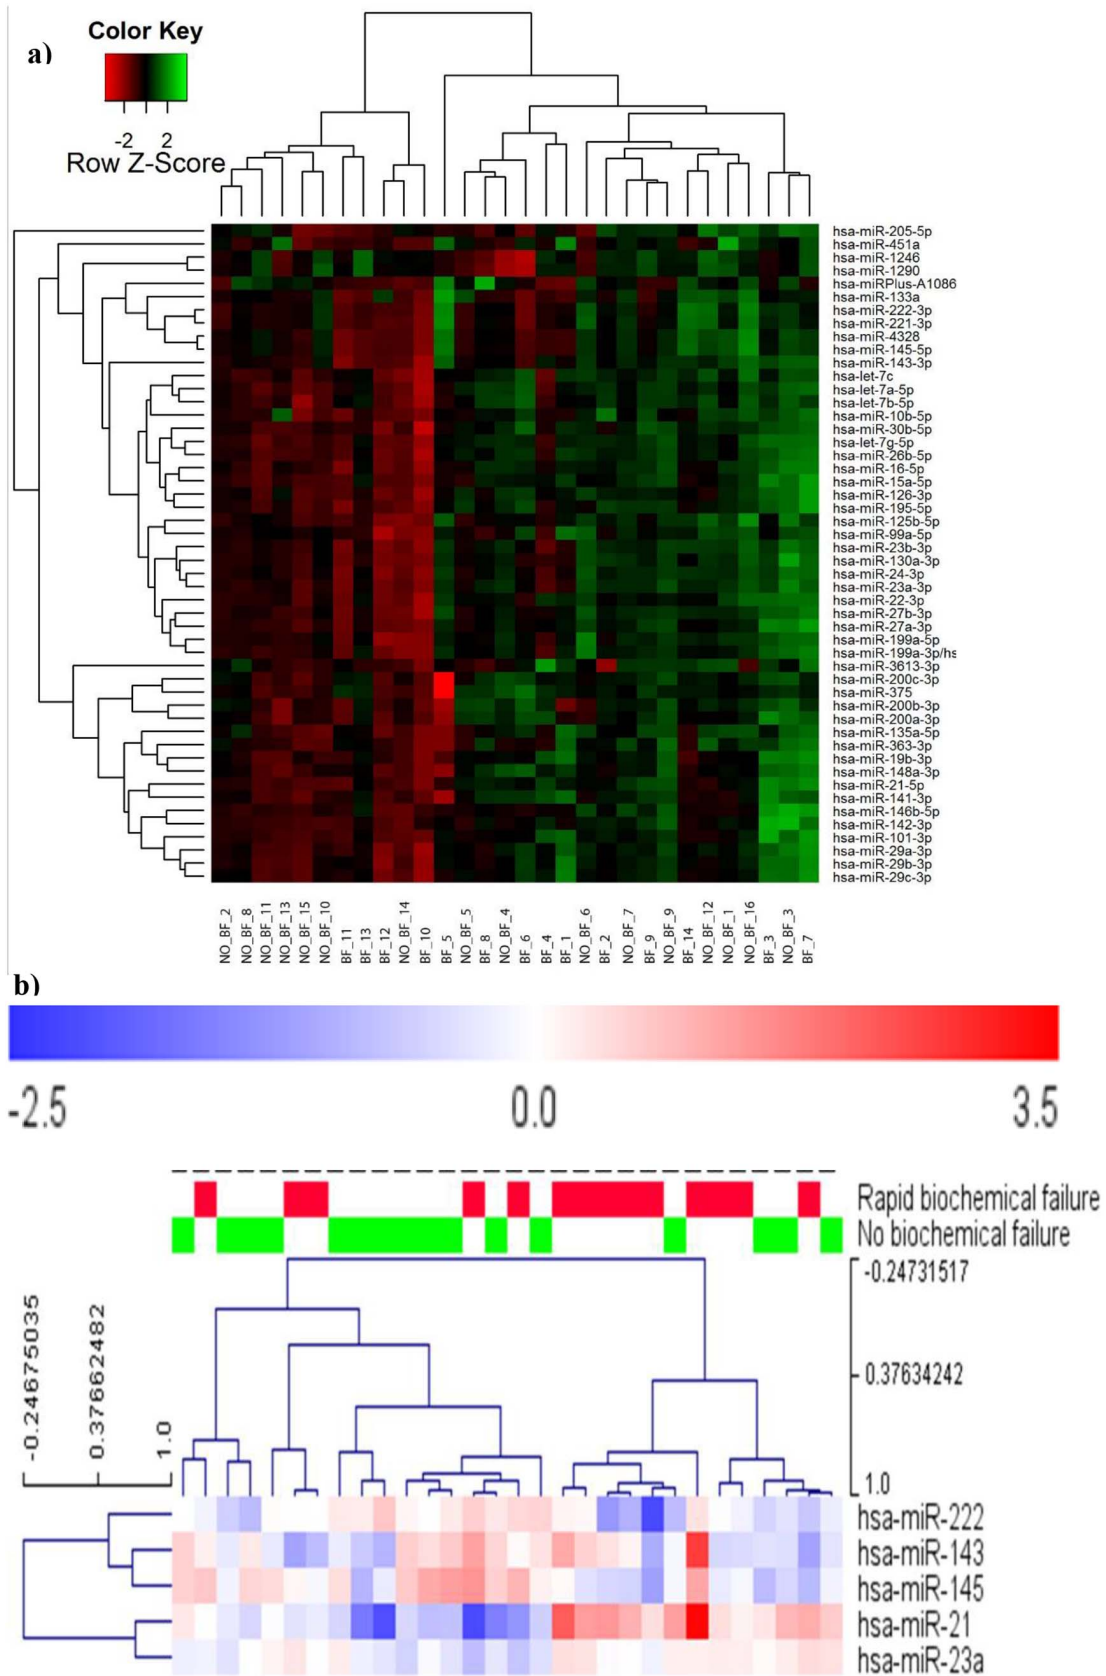 a)
Color Key
-2 2
Row Z-Score
hsa-miR-205-5p
hsa-miR-451a
hsa-miR-1246
hsa-miR-1290
hsa-miRPlus-A1086
hsa-miR-133a
hsa-miR-222-3p
hsa-miR-221-3p
hsa-miR-4328
hsa-miR-145-5p
hsa-miR-143-3p
hsa-let-7c
hsa-let-7a-5p
hsa-let-7b-5p
hsa-miR-10b-5p
hsa-miR-30b-5p
hsa-let-7g-5p
hsa-miR-26b-5p
hsa-miR-16-5p
hsa-miR-15a-5p
hsa-miR-126-3p
hsa-miR-195-5p
hsa-miR-125b-5p
hsa-miR-99a-5p
hsa-miR-23b-3p
hsa-miR-130a-3p
hsa-miR-24-3p
hsa-miR-23a-3p
hsa-miR-22-3p
hsa-miR-27b-3p
hsa-miR-27a-3p
hsa-miR-199a-5p
hsa-miR-199a-3p/hs
hsa-miR-3613-3p
hsa-miR-200c-3p
hsa-miR-375
hsa-miR-200b-3p
hsa-miR-200a-3p
hsa-miR-135a-5p
hsa-miR-363-3p
hsa-miR-19b-3p
hsa-miR-148a-3p
hsa-miR-21-5p
hsa-miR-141-3p
hsa-miR-146b-5p
hsa-miR-142-3p
hsa-miR-101-3p
hsa-miR-29a-3p
hsa-miR-29b-3p
hsa-miR-29c-3p
NO_BF_2
NO_BF_8
NO_BF_11
NO_BF_13
NO_BF_15
NO_BF_10
BF_11
BF_13
BF_12
NO_BF_14
BF_10
BF_5
NO_BF_5
BF_8
NO_BF_4
BF_6
BF_4
BF_1
NO_BF_6
BF_2
NO_BF_7
BF_9
NO_BF_9
BF_14
NO_BF_12
NO_BF_1
NO_BF_16
BF_3
NO_BF_3
BF_7
b)
-2.5 0.0 3.5
Rapid biochemical failure
No biochemical failure
-0.24731517
0.37634242
1.0
-0.24675035
0.37662482
1.0
hsa-miR-222
hsa-miR-143
hsa-miR-145
hsa-miR-21
hsa-miR-23a